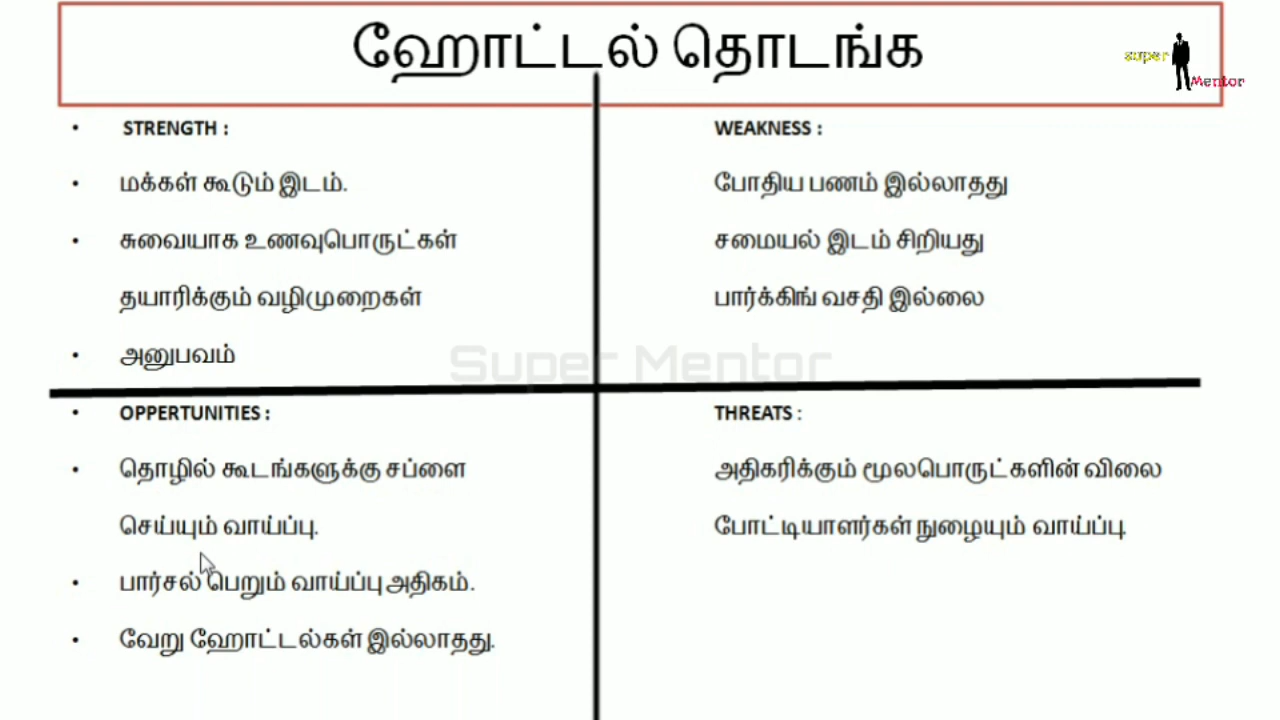 ஹோட்டல் தொடங்க
super
Mentor
• STRENGTH :
• மக்கள் கூடும் இடம்.
• சுவையாக உணவுபொருட்கள்
தயாரிக்கும் வழிமுறைகள்
• அனுபவம்
WEAKNESS :
போதிய பணம் இல்லாதது
சமையல் இடம் சிறியது
பார்க்கிங் வசதி இல்லை
Super Mentor
• OPPERTUNITIES :
• தொழில் கூடங்களுக்கு சப்ளை
செய்யும் வாய்ப்பு.
• பார்சல் பெறும் வாய்ப்பு அதிகம்.
• வேறு ஹோட்டல்கள் இல்லாதது.
THREATS :
அதிகரிக்கும் மூலபொருட்களின் விலை
போட்டியாளர்கள் நுழையும் வாய்ப்பு